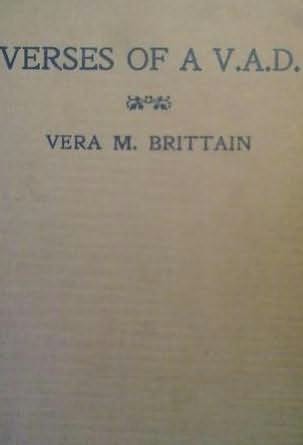 VERSES OF A V.A.D.
VERA M. BRITTAIN